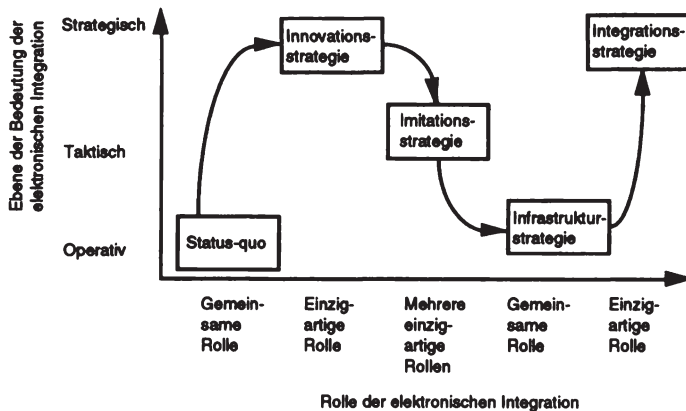 Ebene der Bedeutung der
elektronischen Integration
Strategisch
Taktisch
Operativ
Status-quo
Innovations-
strategie
Imitations-
strategie
Infrastruktur-
strategie
Integrations-
strategie
Gemein-
same
Rolle
Einzig-
artige
Rolle
Mehrere
einzig-
artige
Rollen
Gemein-
same
Rolle
Einzig-
artige
Rolle
Rolle der elektronischen Integration